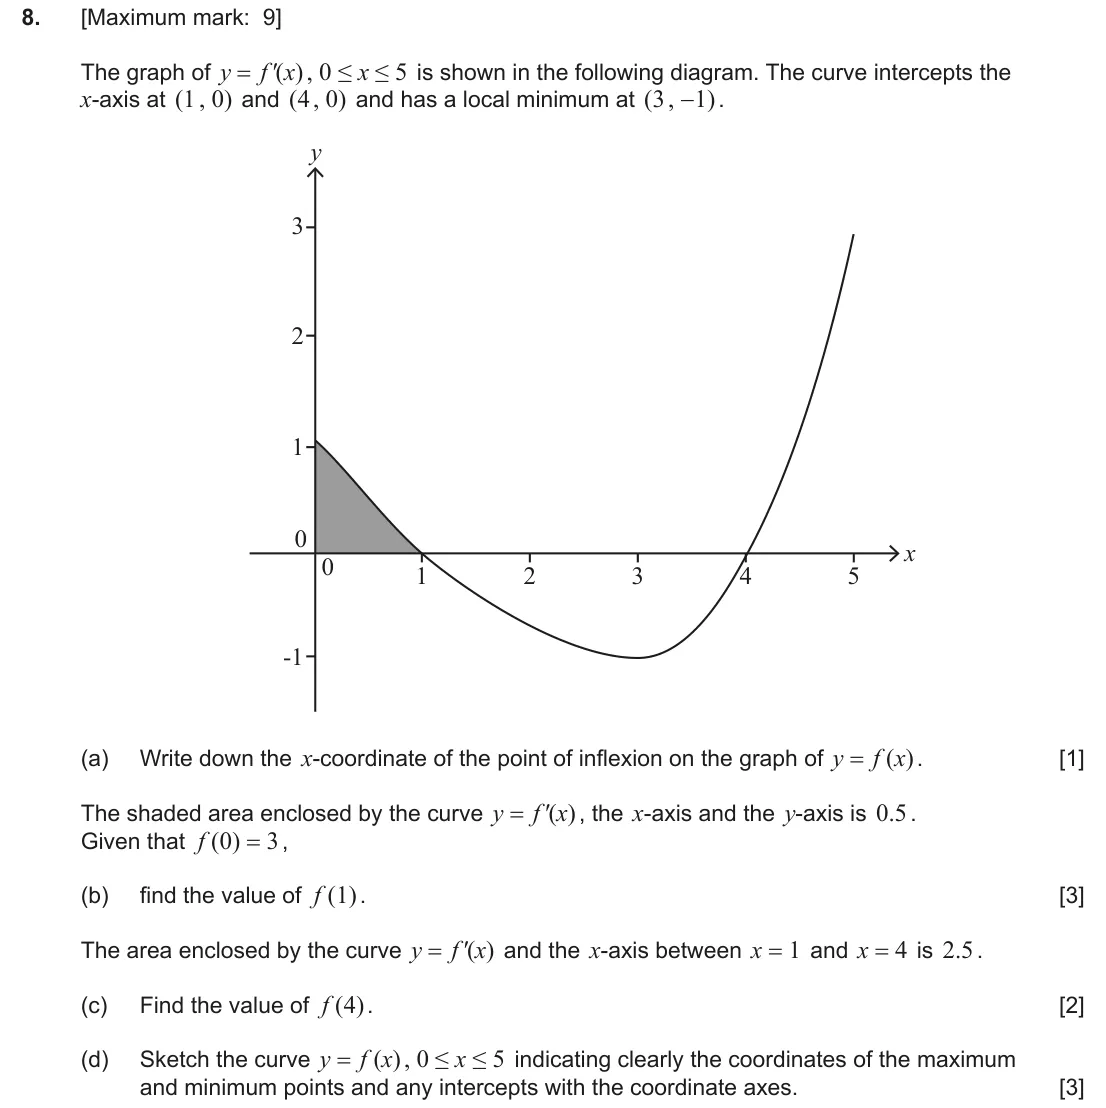 8. [Maximum mark: 9]
The graph of y = f′(x), 0 ≤ x ≤ 5 is shown in the following diagram. The curve intercepts the
x-axis at (1, 0) and (4, 0) and has a local minimum at (3, −1).
y
3
2
1
0
0 1 2 3 4 5 x
-1
(a) Write down the x-coordinate of the point of inflexion on the graph of y = f(x). [1]
The shaded area enclosed by the curve y = f′(x), the x-axis and the y-axis is 0.5.
Given that f(0) = 3,
(b) find the value of f(1). [3]
The area enclosed by the curve y = f′(x) and the x-axis between x = 1 and x = 4 is 2.5.
(c) Find the value of f(4). [2]
(d) Sketch the curve y = f(x), 0 ≤ x ≤ 5 indicating clearly the coordinates of the maximum
and minimum points and any intercepts with the coordinate axes. [3]